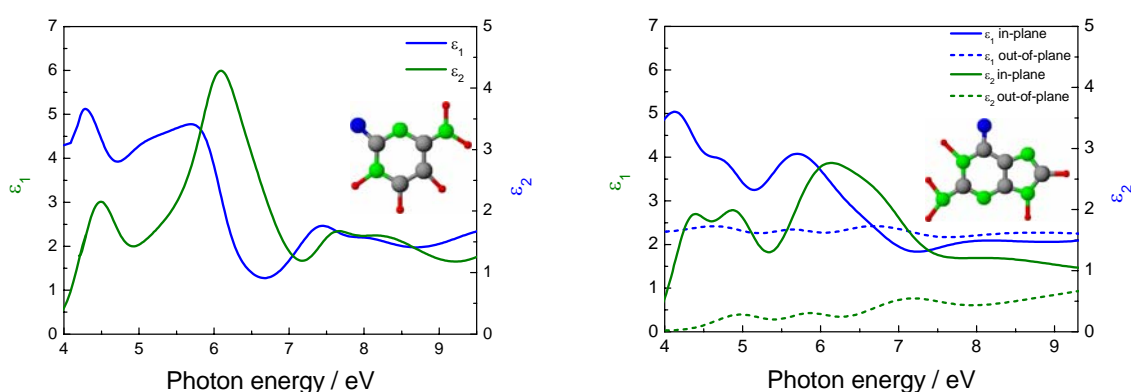 7
6
5
4
3
2
1
0
ε1
5
4
3
2
1
0
ε2
4 5 6 7 8 9
Photon energy / eV
ε1
ε2
7
6
5
4
3
2
1
0
ε1
5
4
3
2
1
0
ε2
4 5 6 7 8 9
Photon energy / eV
ε1 in-plane
ε1 out-of-plane
ε2 in-plane
ε2 out-of-plane